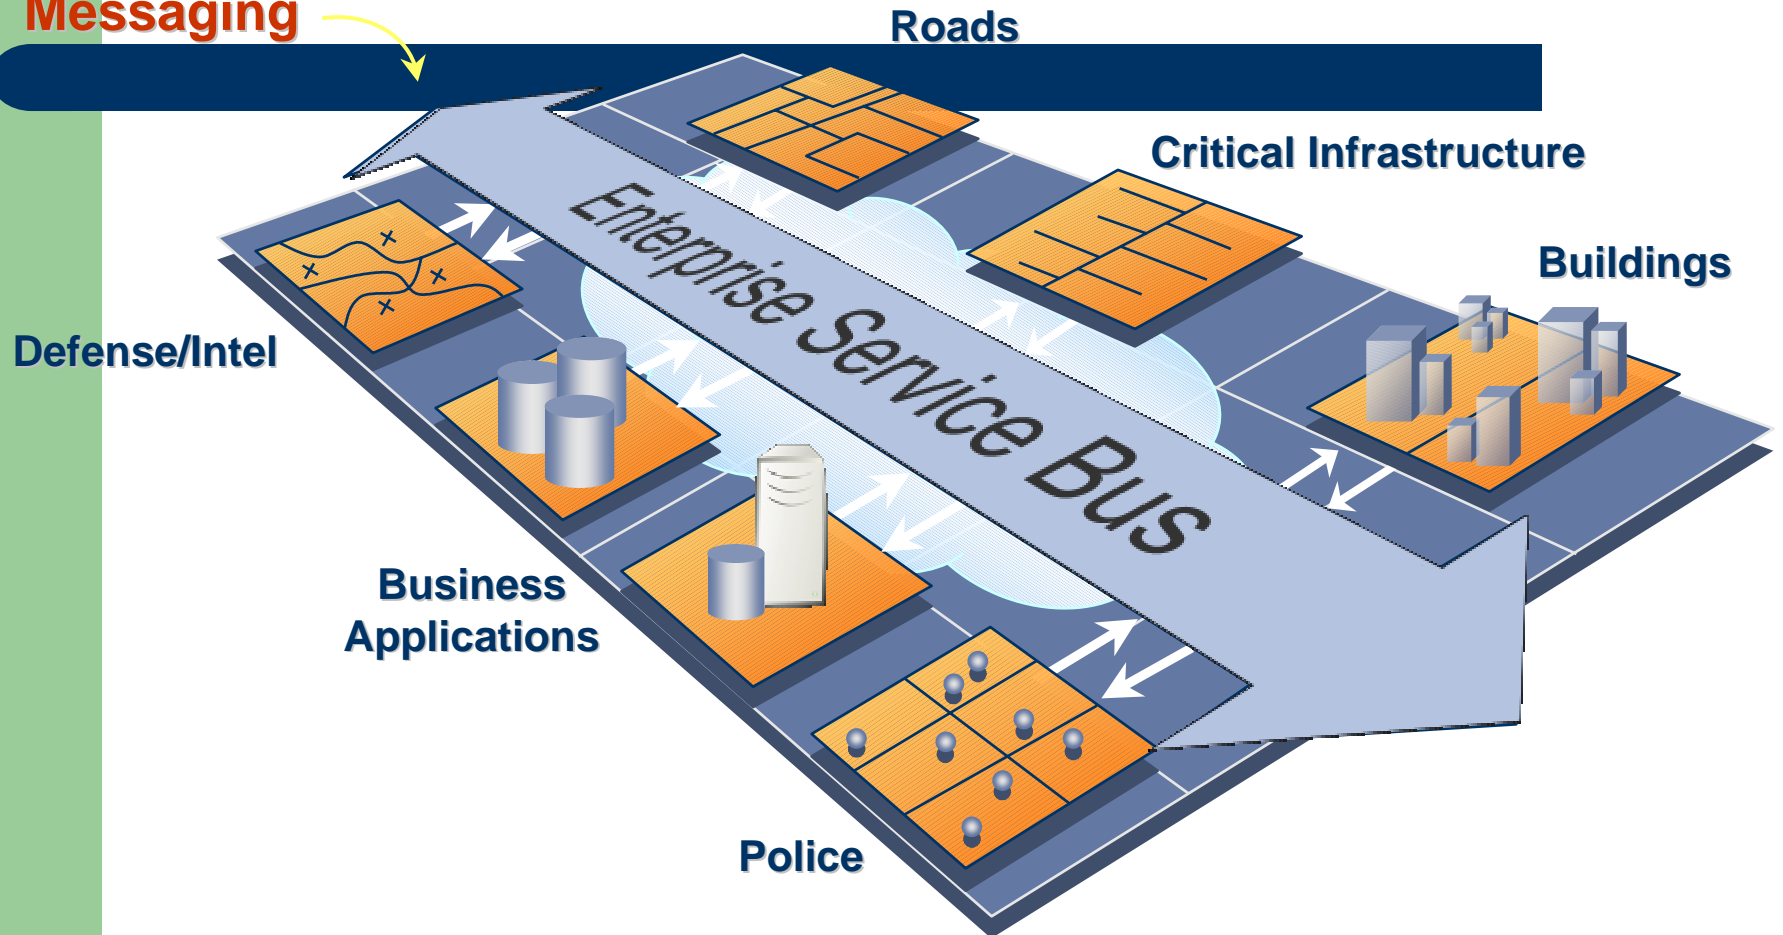 Messaging
Roads
Critical Infrastructure
Buildings
Enterprise Service Bus
Defense/Intel
Business
Applications
Police